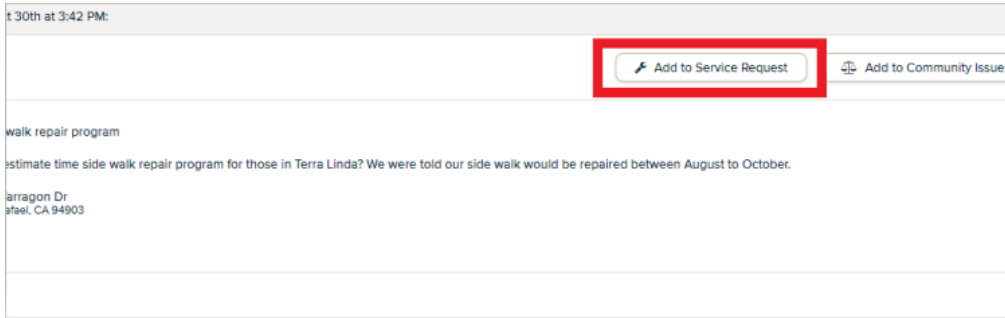 t 30th at 3:42 PM:
Add to Service Request
Add to Community Issue
walk repair program
estimate time side walk repair program for those in Terra Linda? We were told our side walk would be repaired between August to October.
arragon Dr
afael, CA 94903